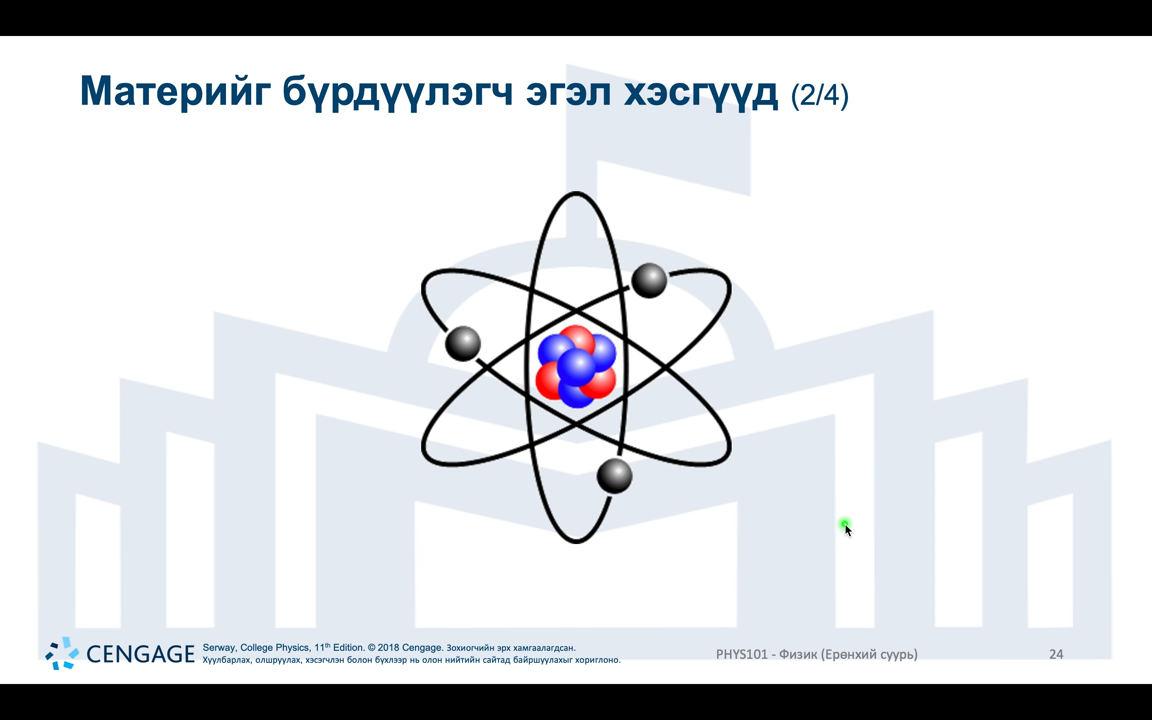 Материйг бүрдүүлэгч эгэл хэсгүүд (2/4)
CENGAGE
Serway, College Physics, 11th Edition. © 2018 Cengage. Зохиогчийн эрх хамгаалагдсан.
Хуулбарлах, олшруулах, хэсэгчлэн болон бүхлээр нь олон нийтийн сайтад байршуулахыг хориглоно.
PHYS101 - Физик (Ерөнхий суурь)
24